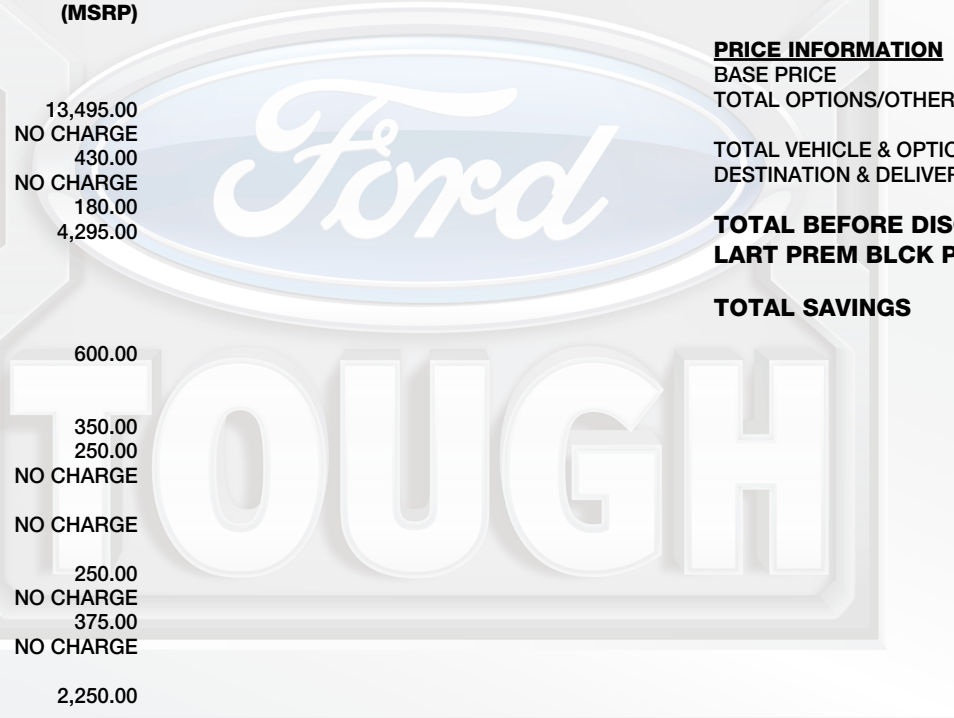 (MSRP)
13,495.00
NO CHARGE
430.00
NO CHARGE
180.00
4,295.00
600.00
350.00
250.00
NO CHARGE
NO CHARGE
250.00
NO CHARGE
375.00
NO CHARGE
2,250.00
PRICE INFORMATION
BASE PRICE
TOTAL OPTIONS/OTHER
TOTAL VEHICLE & OPTIO
DESTINATION & DELIVER
TOTAL BEFORE DIS
LART PREM BLCK P
TOTAL SAVINGS
Ford
TOUGH